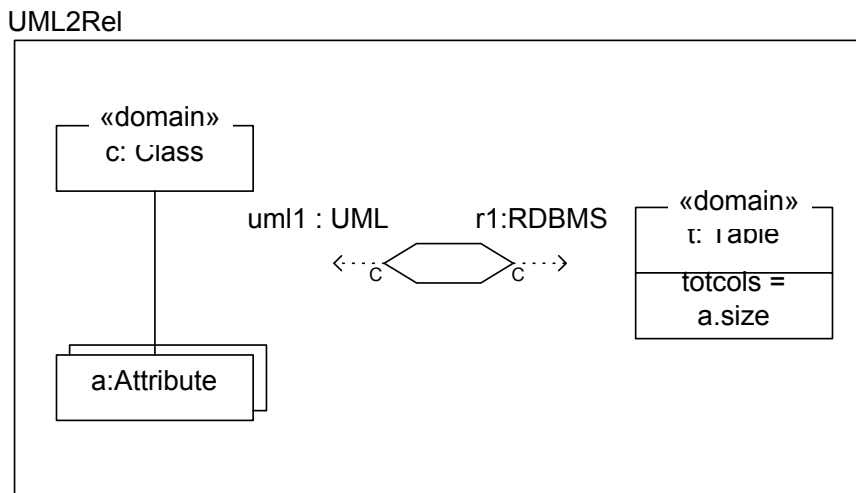 UML2Rel
«domain»
c: Class
uml1 : UML
r1:RDBMS
C
C
«domain»
t: Table
totcols =
a.size
a:Attribute